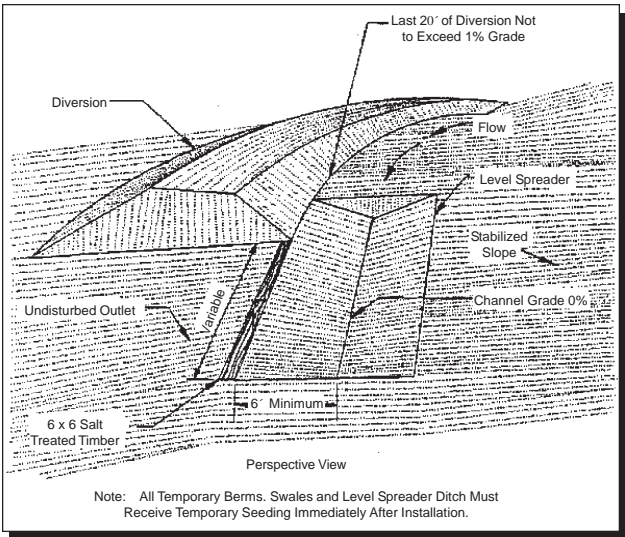 Last 20´ of Diversion Not
to Exceed 1% Grade
Diversion
Flow
Level Spreader
Stabilized
Slope
Undisturbed Outlet
Variable
Channel Grade 0%
6´ Minimum
6 x 6 Salt
Treated Timber
Perspective View
Note: All Temporary Berms. Swales and Level Spreader Ditch Must
Receive Temporary Seeding Immediately After Installation.